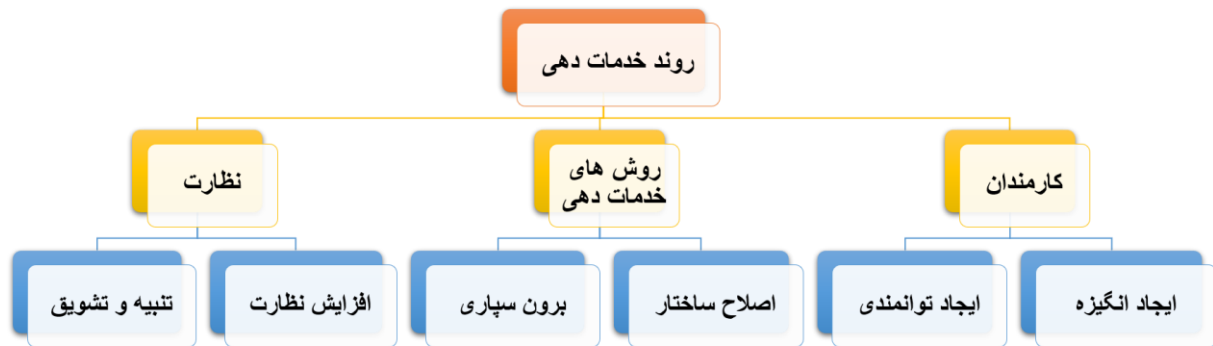 روند خدمات دهی
کارمندان
روش های
خدمات دهی
نظارت
ایجاد انگیزه
ایجاد توانمندی
اصلاح ساختار
برون سپاری
افزایش نظارت
تنبیه و تشویق